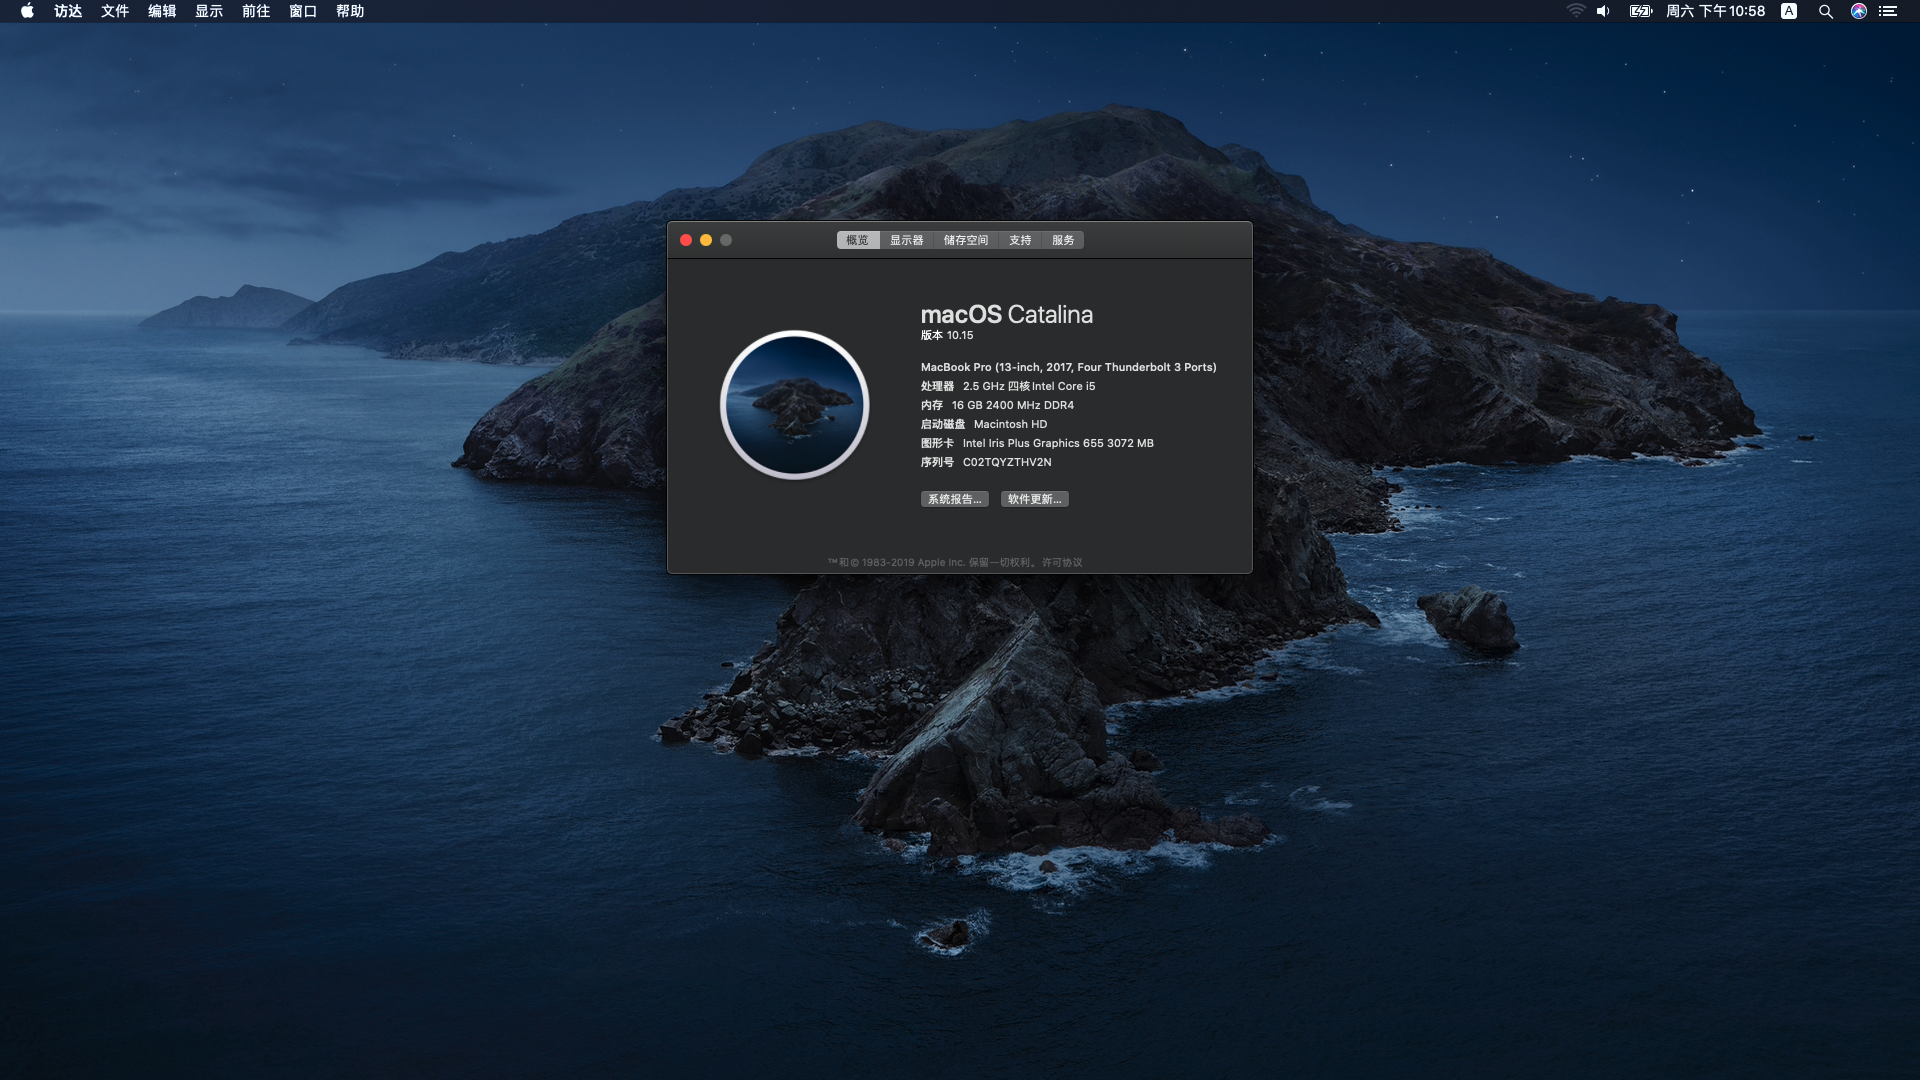 访达 文件 编辑 显示 前往 窗口 帮助
周六 下午10:58 A
概览 显示器 储存空间 支持 服务
macOS Catalina
版本 10.15
MacBook Pro (13-inch, 2017, Four Thunderbolt 3 Ports)
处理器 2.5 GHz 四核Intel Core i5
内存 16 GB 2400 MHz DDR4
启动磁盘 Macintosh HD
图形卡 Intel Iris Plus Graphics 655 3072 MB
序列号 C02TQYZTHV2N
系统报告... 软件更新...
™和© 1983-2019 Apple Inc. 保留一切权利。许可协议